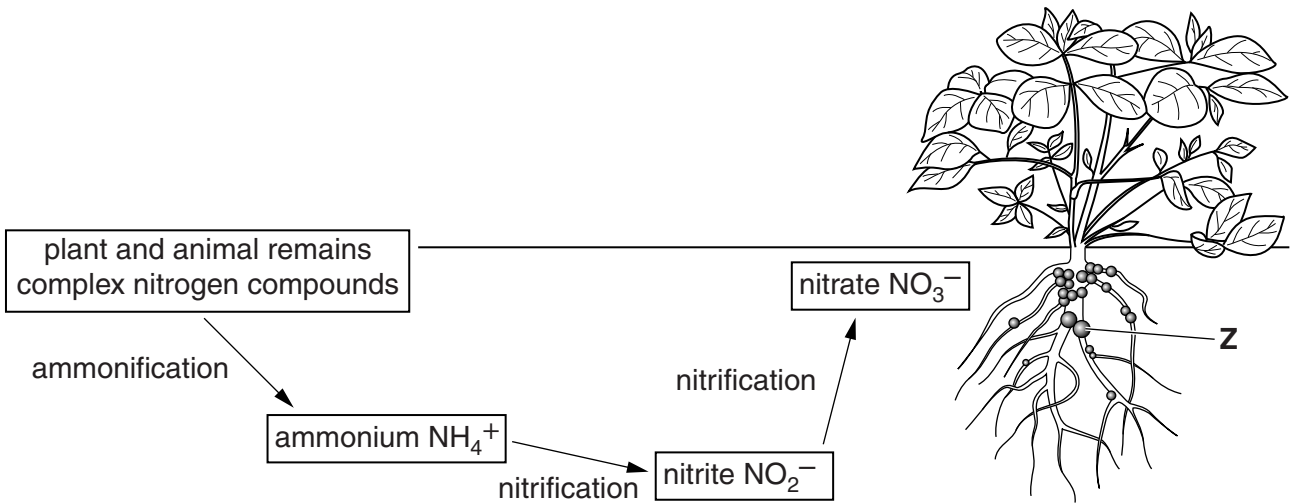 plant and animal remains
complex nitrogen compounds
nitrate NO₃⁻
Z
ammonification
nitrification
ammonium NH₄⁺
nitrification
nitrite NO₂⁻